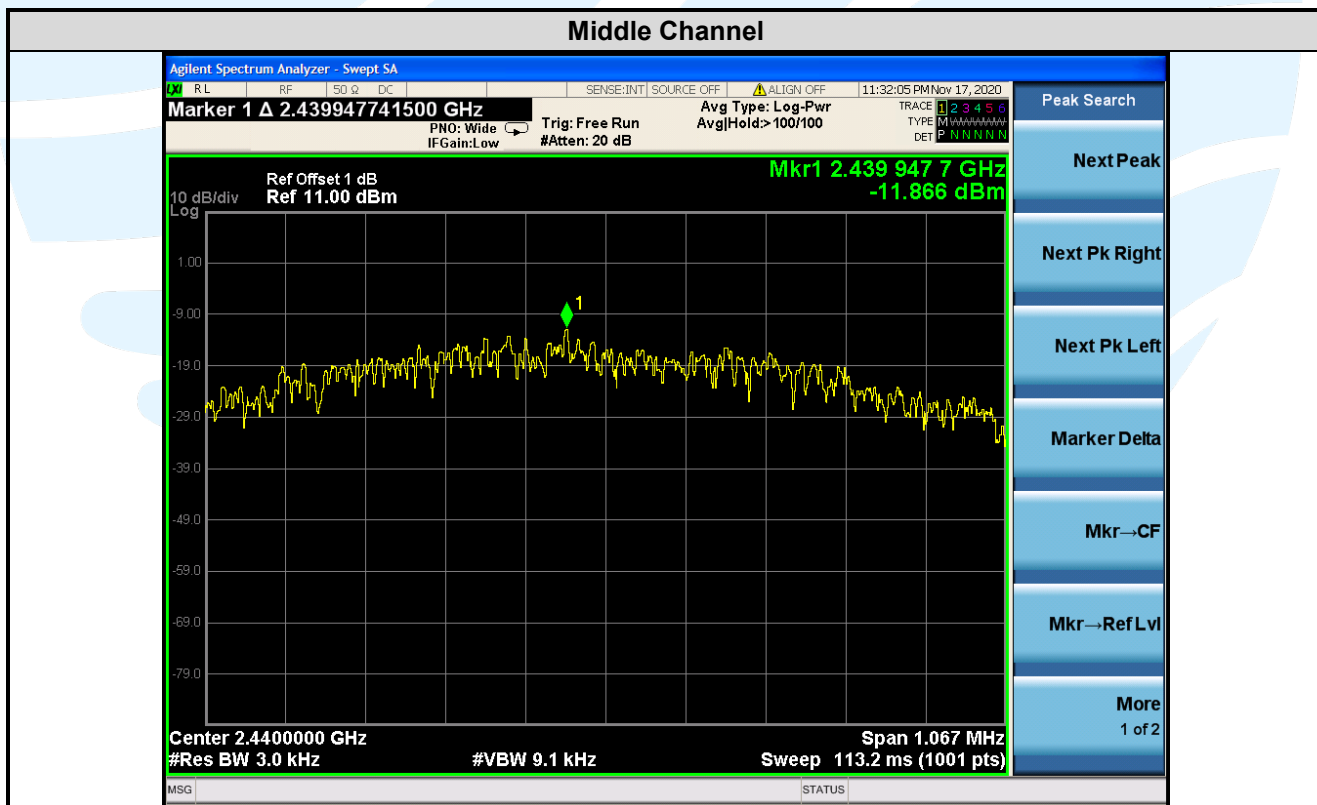 Middle Channel
Agilent Spectrum Analyzer - Swept SA
LXI RL RF 50 Ω DC SENSE:INT SOURCE OFF ALIGN OFF 11:32:05 PM Nov 17, 2020
Marker 1 Δ 2.439947741500 GHz
PNO: Wide
IFGain:Low
Trig: Free Run
#Atten: 20 dB
Avg Type: Log-Pwr
Avg|Hold:>100/100
TRACE 1 2 3 4 5 6
TYPE M WWWWW
DET P N N N N N
Mkr1 2.439 947 7 GHz
-11.866 dBm
Ref Offset 1 dB
10 dB/div Ref 11.00 dBm
Log
1.00
-9.00
-19.0
-29.0
-39.0
-49.0
-59.0
-69.0
-79.0
1
Center 2.4400000 GHz Span 1.067 MHz
#Res BW 3.0 kHz #VBW 9.1 kHz Sweep 113.2 ms (1001 pts)
MSG STATUS
Peak Search
Next Peak
Next Pk Right
Next Pk Left
Marker Delta
Mkr→CF
Mkr→Ref Lvl
More
1 of 2